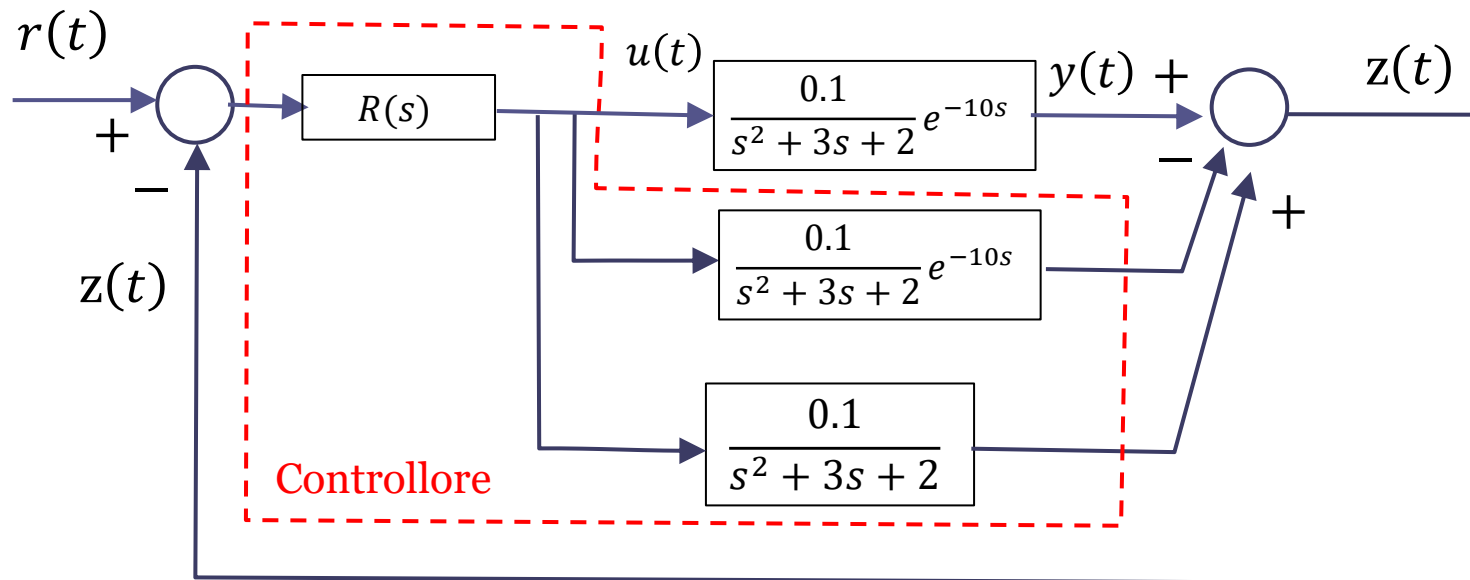 r(t)
+
−
z(t)
R(s)
u(t)
0.1
s² + 3s + 2 e⁻¹⁰ˢ
y(t) +
z(t)
−
+
0.1
s² + 3s + 2 e⁻¹⁰ˢ
0.1
s² + 3s + 2
Controllore